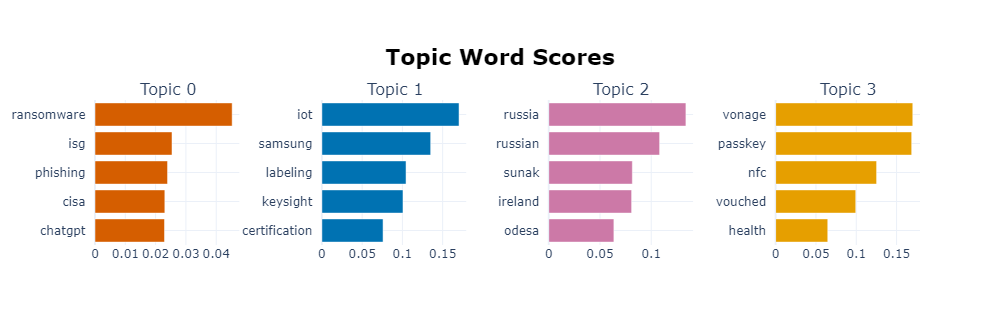 Topic Word Scores
Topic 0
ransomware
isg
phishing
cisa
chatgpt
0 0.01 0.02 0.03 0.04
Topic 1
iot
samsung
labeling
keysight
certification
0 0.05 0.1 0.15
Topic 2
russia
russian
sunak
ireland
odesa
0 0.05 0.1
Topic 3
vonage
passkey
nfc
vouched
health
0 0.05 0.1 0.15